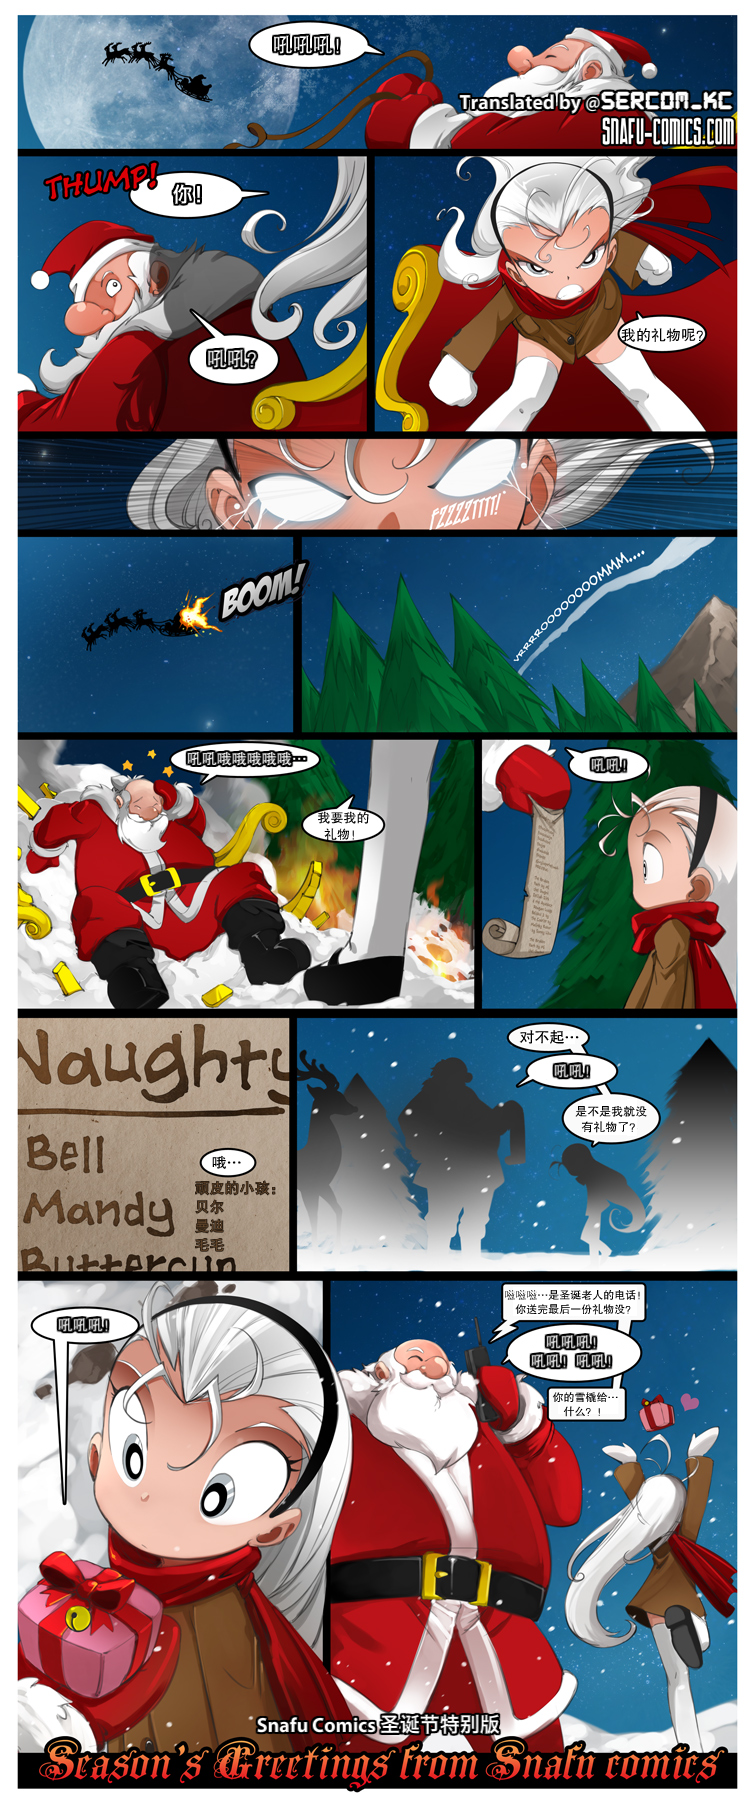 吼吼吼!
Translated by @SERCOM_KC
SNAFU-COMICS.COM
THUMP!
你!
吼吼?
我的礼物呢?
FZZZZTTTT!
BOOM!
VRRRROOOOOOOOMMM....
吼吼哦哦哦哦哦…
我要我的
礼物!
吼吼!
Naughty
Bell
Mandy
Buttercup
哦…
顽皮的小孩:
贝尔
曼迪
毛毛
对不起…
吼吼!
是不是我就没
有礼物了?
吼吼吼!
嗞嗞嗞…是圣诞老人的电话!
你送完最后一份礼物没?
吼吼吼!
吼吼! 吼吼!
你的雪橇给…
什么?!
Snafu Comics 圣诞节特别版
Season's Greetings from Snafu comics